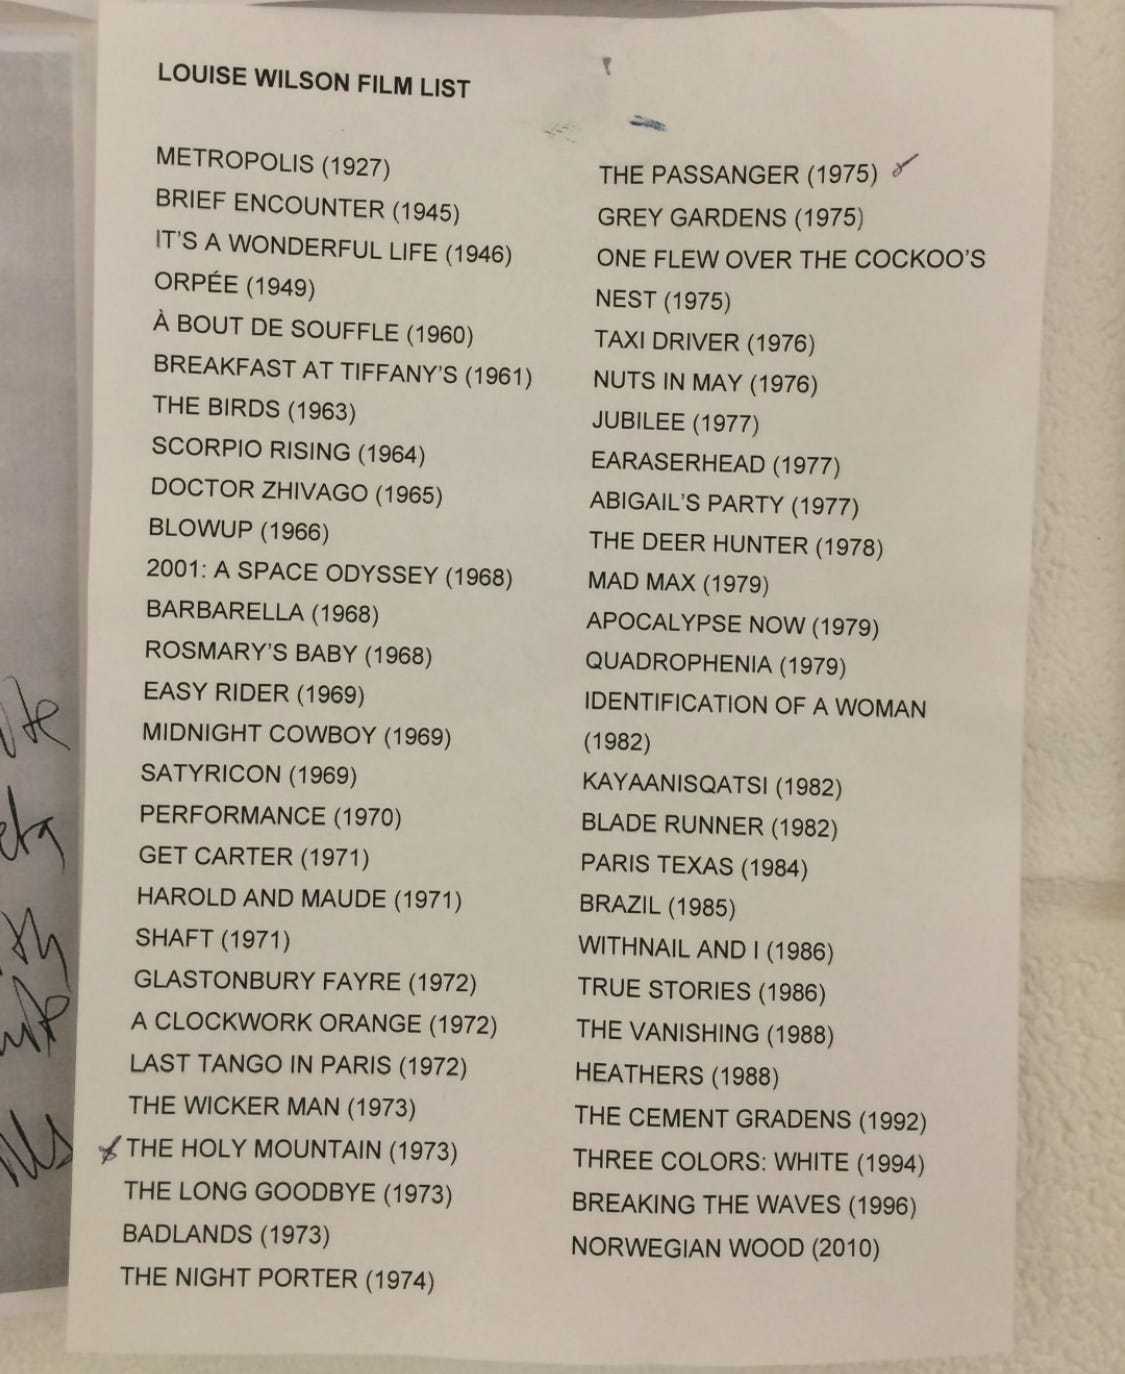 LOUISE WILSON FILM LIST
METROPOLIS (1927)
BRIEF ENCOUNTER (1945)
IT'S A WONDERFUL LIFE (1946)
ORPÉE (1949)
À BOUT DE SOUFFLE (1960)
BREAKFAST AT TIFFANY'S (1961)
THE BIRDS (1963)
SCORPIO RISING (1964)
DOCTOR ZHIVAGO (1965)
BLOWUP (1966)
2001: A SPACE ODYSSEY (1968)
BARBARELLA (1968)
ROSMARY'S BABY (1968)
EASY RIDER (1969)
MIDNIGHT COWBOY (1969)
SATYRICON (1969)
PERFORMANCE (1970)
GET CARTER (1971)
HAROLD AND MAUDE (1971)
SHAFT (1971)
GLASTONBURY FAYRE (1972)
A CLOCKWORK ORANGE (1972)
LAST TANGO IN PARIS (1972)
THE WICKER MAN (1973)
THE HOLY MOUNTAIN (1973)
THE LONG GOODBYE (1973)
BADLANDS (1973)
THE NIGHT PORTER (1974)
THE PASSANGER (1975)
GREY GARDENS (1975)
ONE FLEW OVER THE COCKOO'S
NEST (1975)
TAXI DRIVER (1976)
NUTS IN MAY (1976)
JUBILEE (1977)
EARASERHEAD (1977)
ABIGAIL'S PARTY (1977)
THE DEER HUNTER (1978)
MAD MAX (1979)
APOCALYPSE NOW (1979)
QUADROPHENIA (1979)
IDENTIFICATION OF A WOMAN
(1982)
KAYAANISQATSI (1982)
BLADE RUNNER (1982)
PARIS TEXAS (1984)
BRAZIL (1985)
WITHNAIL AND I (1986)
TRUE STORIES (1986)
THE VANISHING (1988)
HEATHERS (1988)
THE CEMENT GRADENS (1992)
THREE COLORS: WHITE (1994)
BREAKING THE WAVES (1996)
NORWEGIAN WOOD (2010)